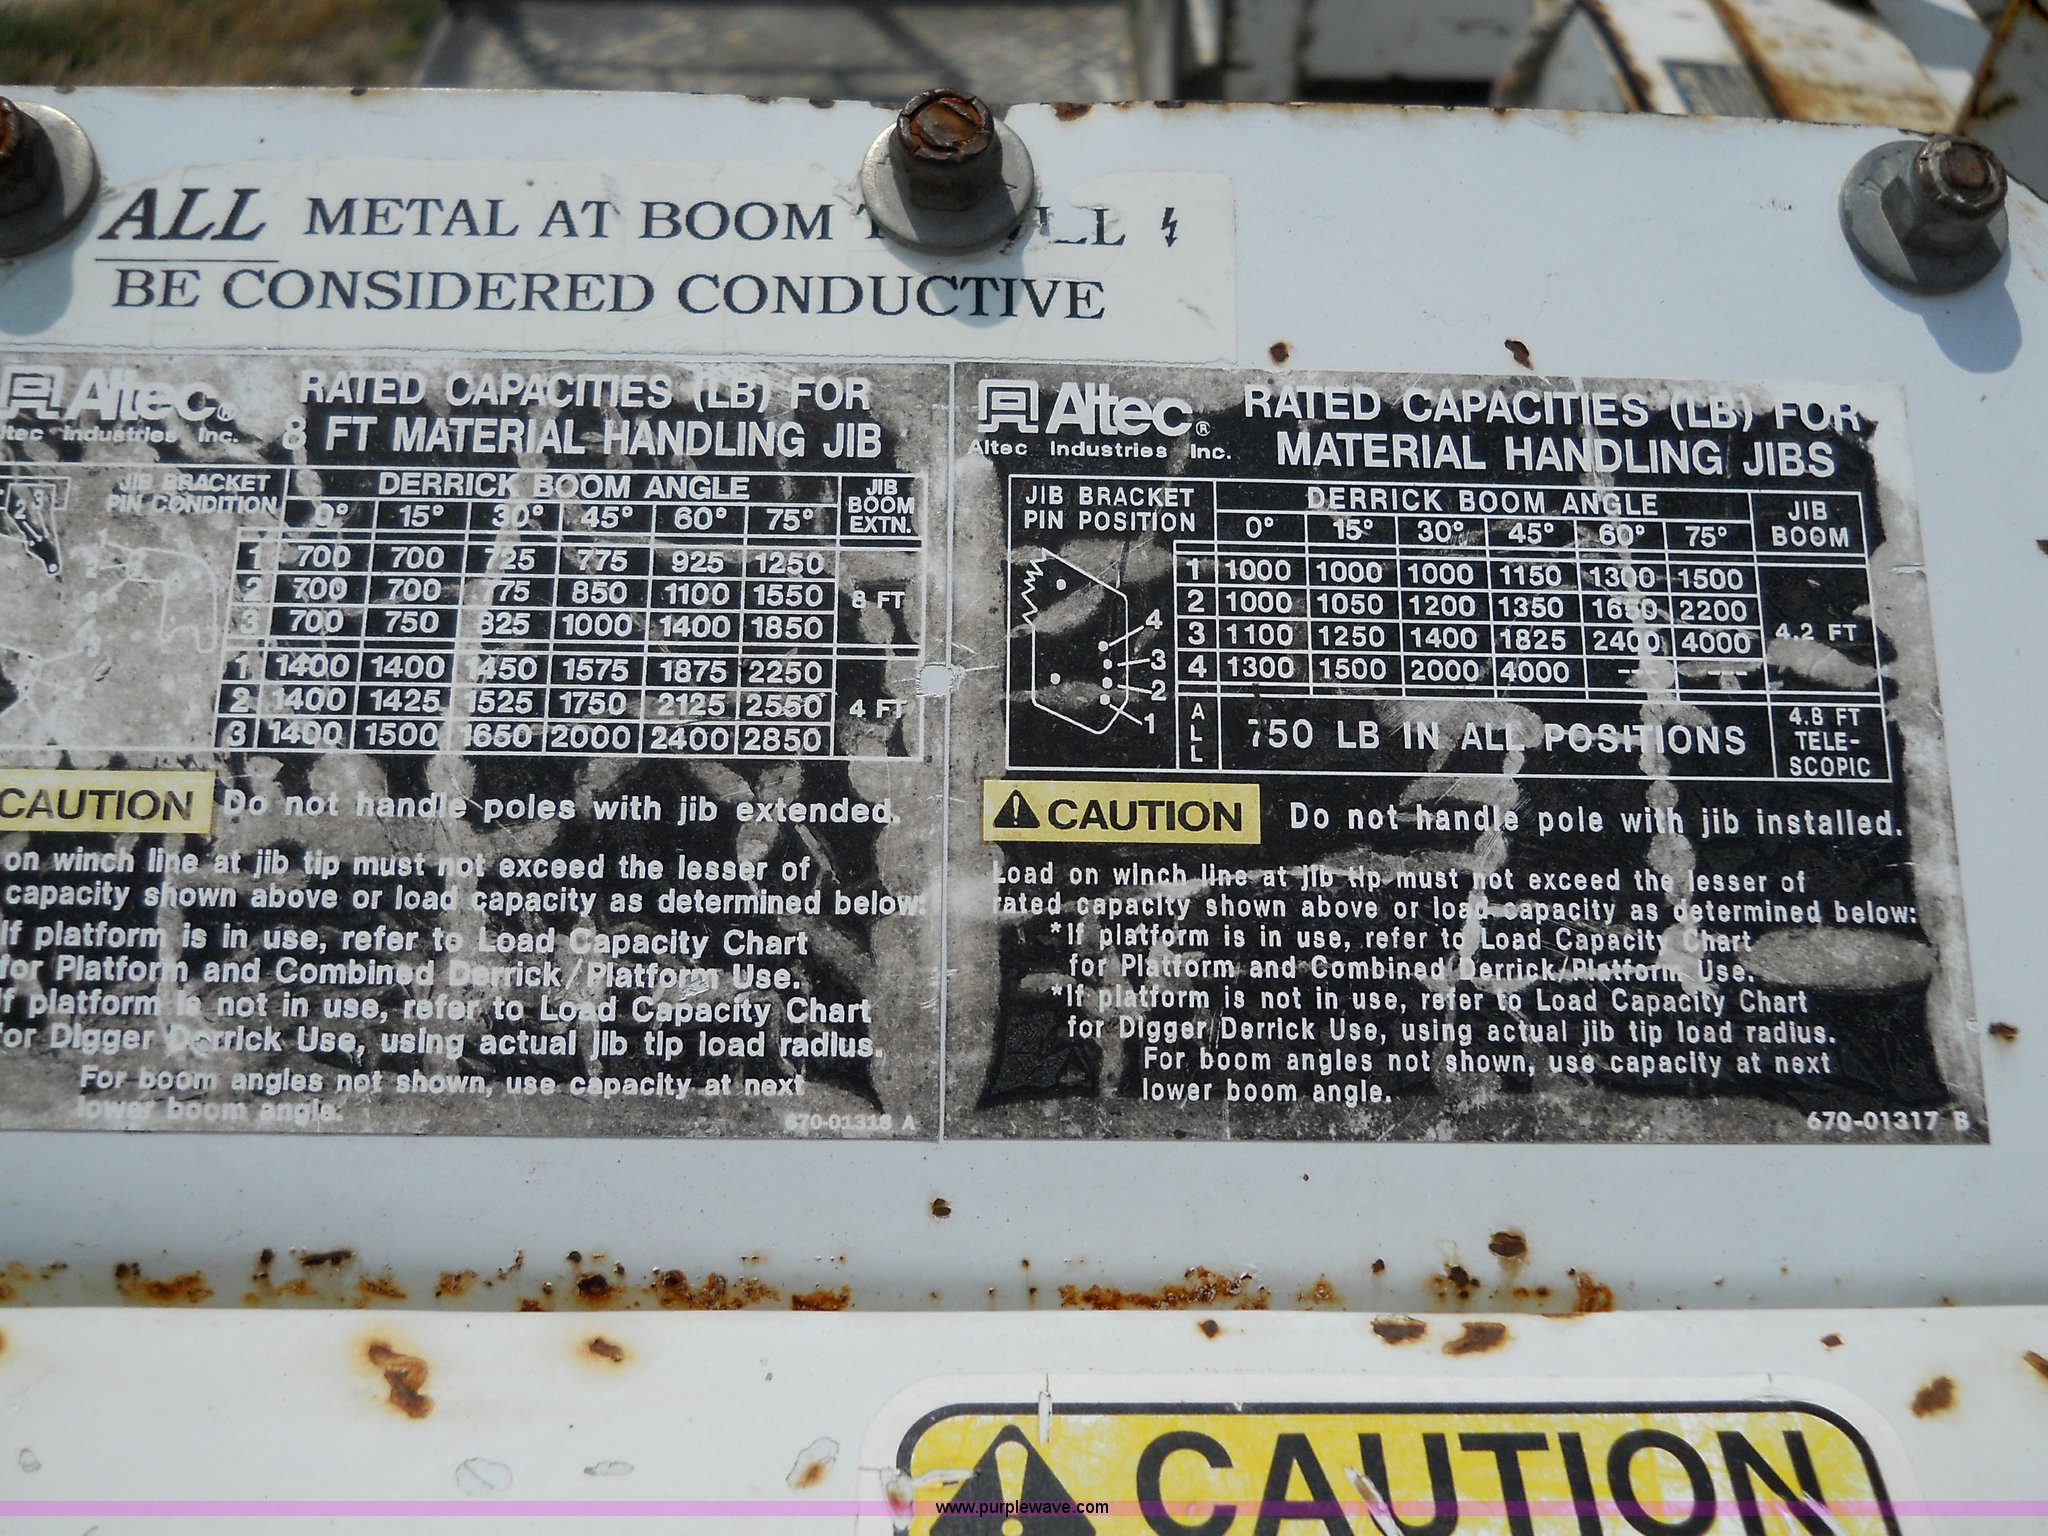 ALL METAL AT BOOM
BE CONSIDERED CONDUCTIVE
Altec®
Industries Inc.
RATED CAPACITIES (LB) FOR
8 FT MATERIAL HANDLING JIB
JIB BRACKET
PIN CONDITION
DERRICK BOOM ANGLE
JIB
BOOM
EXTN.
0° 15° 30° 45° 60° 75°
2 3
1 700 700 725 775 925 1250
2 700 700 775 850 1100 1550
3 700 750 825 1000 1400 1850
8 FT
1 1400 1400 1450 1575 1875 2250
2 1400 1425 1525 1750 2125 2550
3 1400 1500 1650 2000 2400 2850
4 FT
CAUTION Do not handle poles with jib extended.
on winch line at jib tip must not exceed the lesser of
capacity shown above or load capacity as determined below:
If platform is in use, refer to Load Capacity Chart
for Platform and Combined Derrick/Platform Use.
If platform is not in use, refer to Load Capacity Chart
for Digger Derrick Use, using actual jib tip load radius.
For boom angles not shown, use capacity at next
lower boom angle.
670-01318 A
Altec®
Altec Industries Inc.
RATED CAPACITIES (LB) FOR
MATERIAL HANDLING JIBS
JIB BRACKET
PIN POSITION
DERRICK BOOM ANGLE
JIB
BOOM
0° 15° 30° 45° 60° 75°
1 1000 1000 1000 1150 1300 1500
2 1000 1050 1200 1350 1650 2200
3 1100 1250 1400 1825 2400 4000
4 1300 1500 2000 4000 --- ---
4.2 FT
4
3
2
1
ALL
750 LB IN ALL POSITIONS
4.8 FT
TELE-
SCOPIC
CAUTION Do not handle pole with jib installed.
Load on winch line at jib tip must not exceed the lesser of
rated capacity shown above or load capacity as determined below:
*If platform is in use, refer to Load Capacity Chart
for Platform and Combined Derrick/Platform Use.
*If platform is not in use, refer to Load Capacity Chart
for Digger Derrick Use, using actual jib tip load radius.
For boom angles not shown, use capacity at next
lower boom angle.
670-01317 B
CAUTION
www.purplewave.com